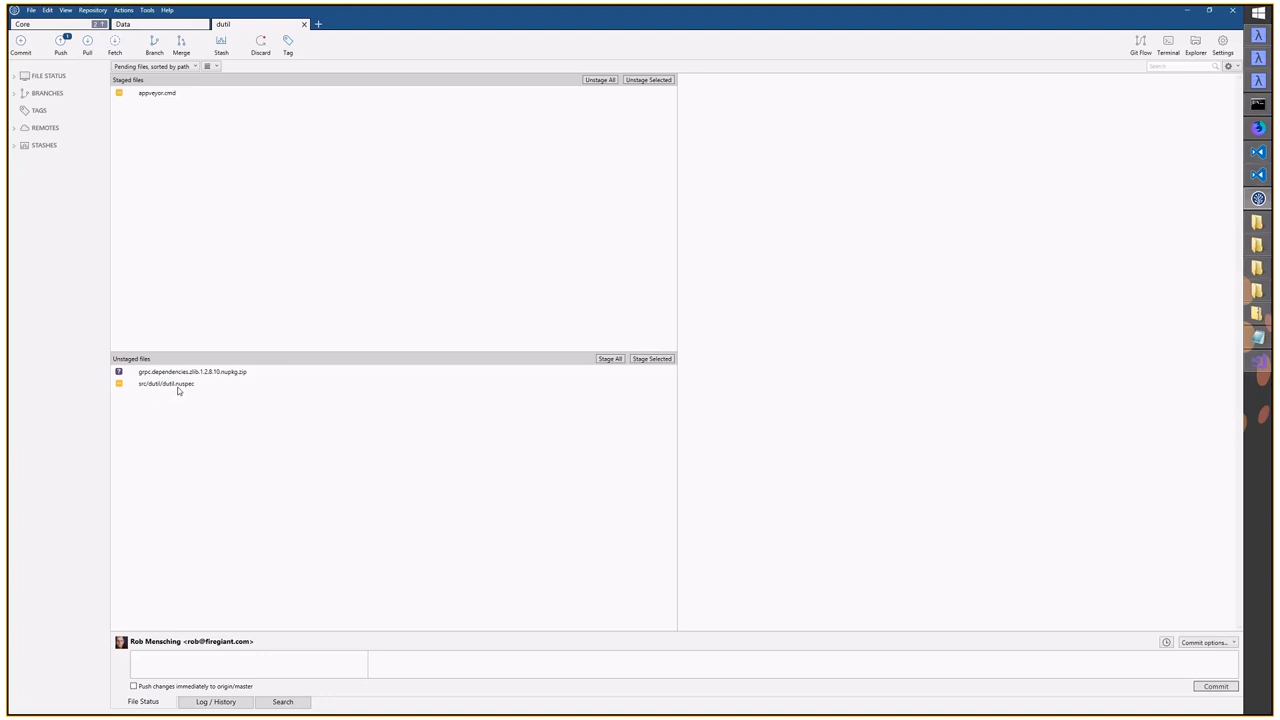 File Edit View Repository Actions Tools Help
Core 2 Data dutil
1
Commit Push Pull Fetch Branch Merge Stash Discard Tag Git Flow Terminal Explorer Settings
Pending files, sorted by path Search
FILE STATUS
BRANCHES
TAGS
REMOTES
STASHES
Staged files Unstage All Unstage Selected
appveyor.cmd
Unstaged files Stage All Stage Selected
grpc.dependencies.zlib.1.2.8.10.nupkg.zip
src/dutil/dutil.nuspec
Rob Mensching <rob@firegiant.com> Commit options...
Push changes immediately to origin/master Commit
File Status Log / History Search